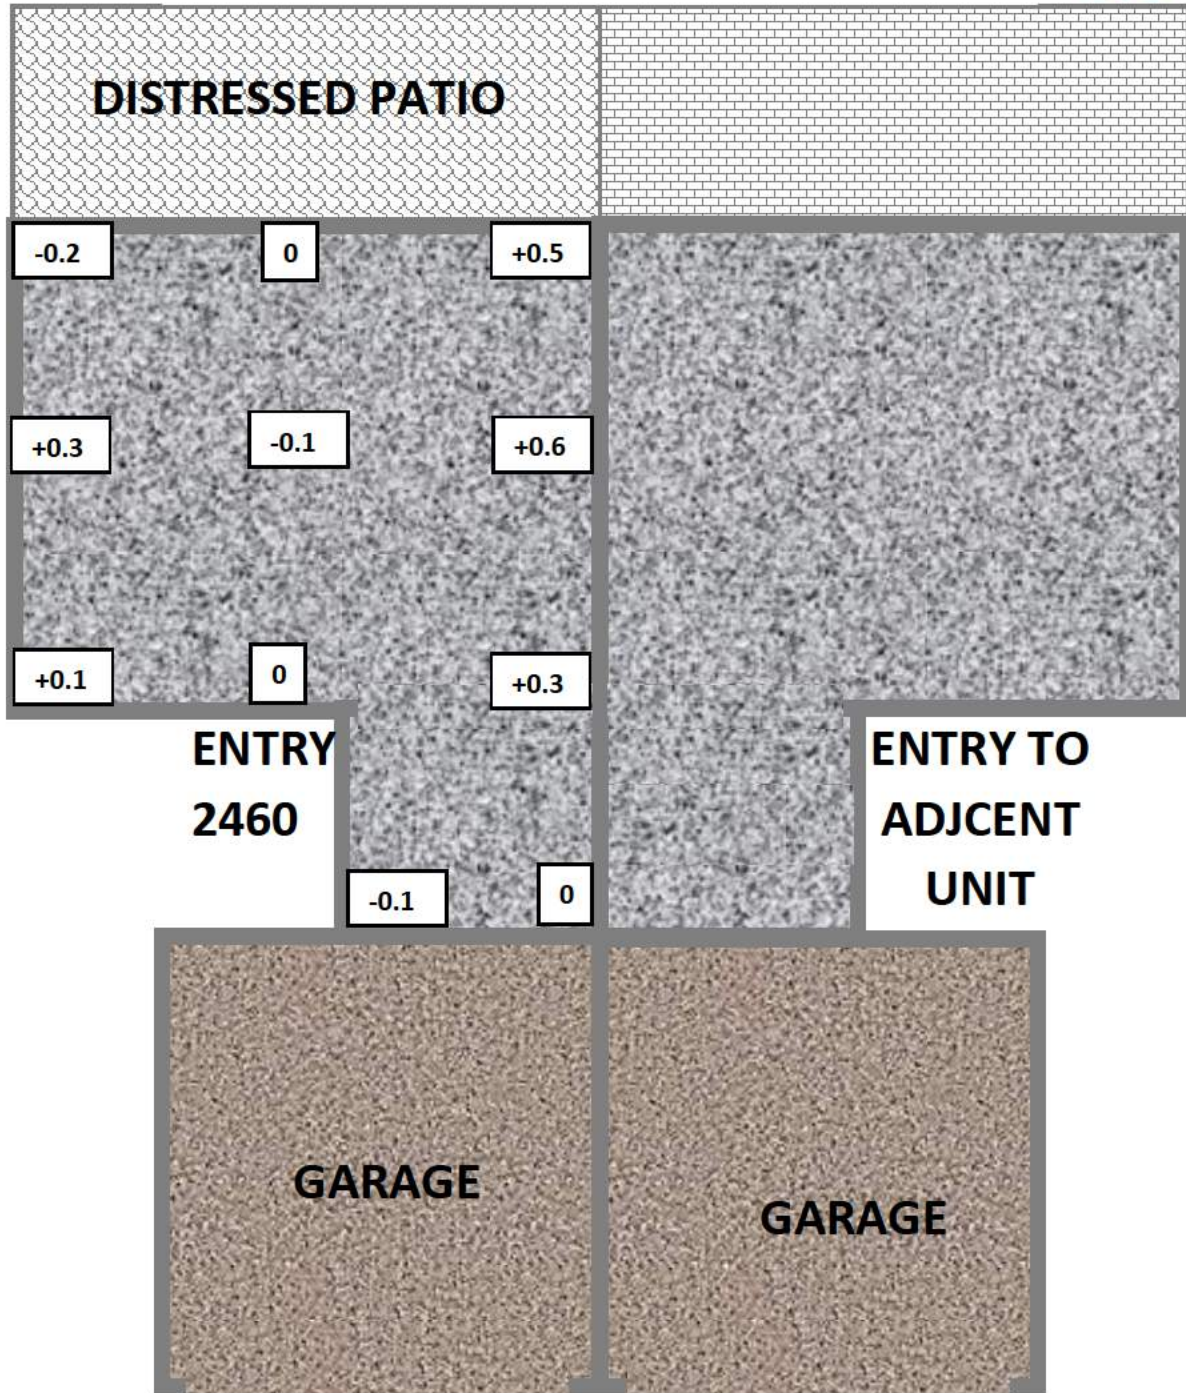 DISTRESSED PATIO
-0.2
0
+0.5
+0.3
-0.1
+0.6
+0.1
0
+0.3
ENTRY
2460
ENTRY TO
ADJCENT
UNIT
-0.1
0
GARAGE
GARAGE